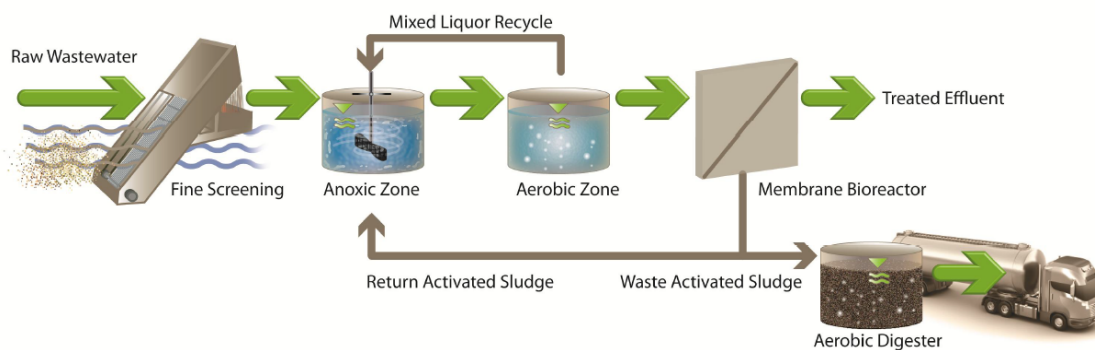 Mixed Liquor Recycle
Raw Wastewater
Treated Effluent
Fine Screening
Anoxic Zone
Aerobic Zone
Membrane Bioreactor
Return Activated Sludge
Waste Activated Sludge
Aerobic Digester